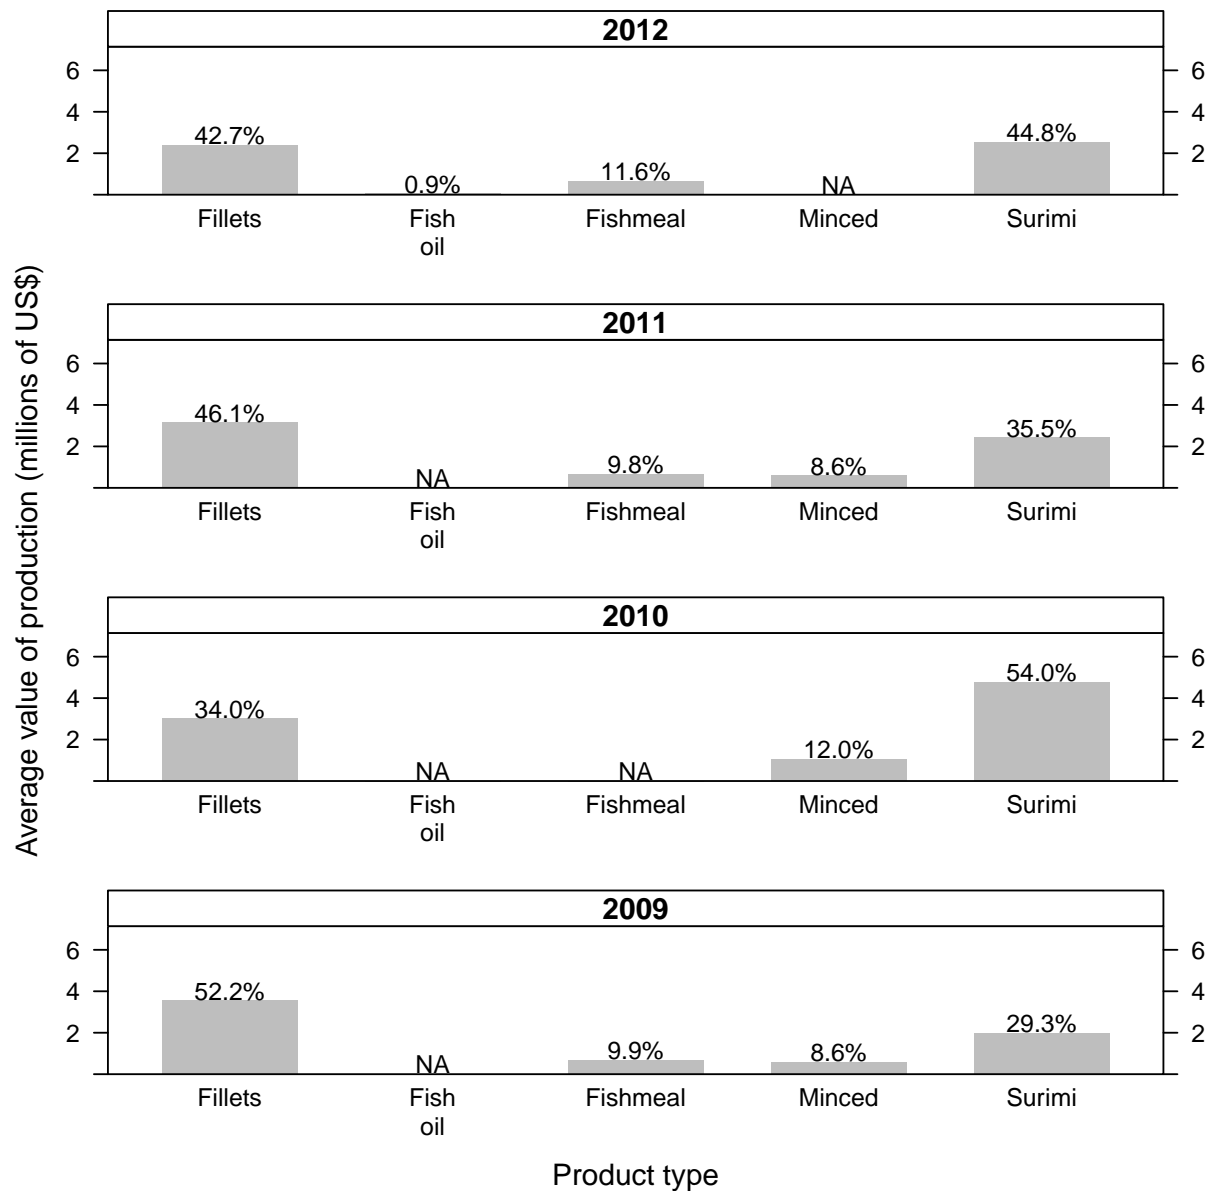 2012
6 6
4 4
2 2
42.7% 0.9% 11.6% NA 44.8%
Fillets Fish oil Fishmeal Minced Surimi
2011
6 6
4 4
2 2
46.1% NA 9.8% 8.6% 35.5%
Fillets Fish oil Fishmeal Minced Surimi
2010
6 6
4 4
2 2
34.0% NA NA 12.0% 54.0%
Fillets Fish oil Fishmeal Minced Surimi
2009
6 6
4 4
2 2
52.2% NA 9.9% 8.6% 29.3%
Fillets Fish oil Fishmeal Minced Surimi
Average value of production (millions of US$)
Product type